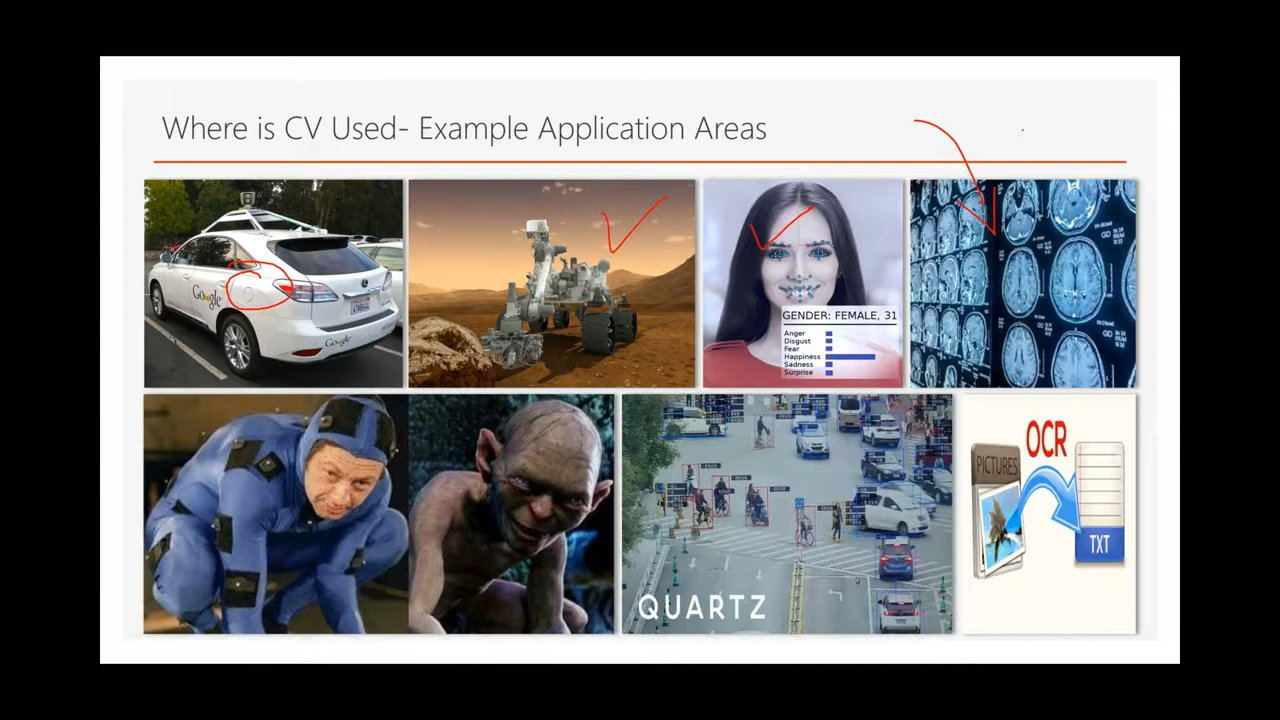 Where is CV Used- Example Application Areas
Google
Google
GENDER: FEMALE, 31
Anger
Disgust
Fear
Happiness
Sadness
Surprise
QUARTZ
OCR
PICTURES
TXT